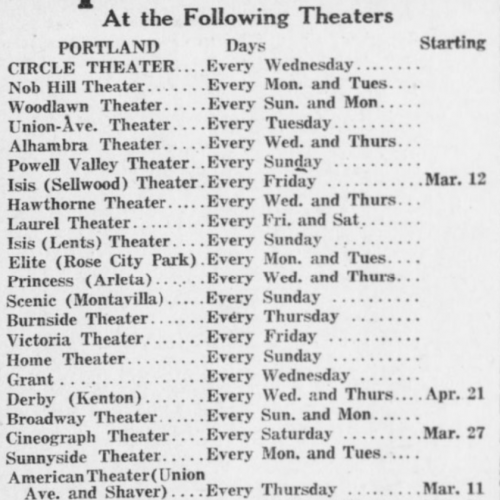 At the Following Theaters
PORTLAND Days Starting
CIRCLE THEATER....Every Wednesday........
Nob Hill Theater.......Every Mon. and Tues....
Woodlawn Theater....Every Sun. and Mon.....
Union-Ave. Theater....Every Tuesday........
Alhambra Theater.....Every Wed. and Thurs...
Powell Valley Theater..Every Sunday ........
Isis (Sellwood) Theater.Every Friday ..........Mar. 12
Hawthorne Theater.....Every Wed. and Thurs...
Laurel Theater........Every Fri. and Sat.......
Isis (Lents) Theater...Every Sunday .........
Elite (Rose City Park).Every Mon. and Tues....
Princess (Arleta)......Every Wed. and Thurs...
Scenic (Montavilla).....Every Sunday .........
Burnside Theater......Every Thursday .......
Victoria Theater......Every Friday .........
Home Theater.........Every Sunday .........
Grant ...............Every Wednesday ......
Derby (Kenton).......Every Wed. and Thurs....Apr. 21
Broadway Theater.....Every Sun. and Mon.....
Cineograph Theater...Every Saturday ........Mar. 27
Sunnyside Theater....Every Mon. and Tues.....
American Theater (Union
Ave. and Shaver)....Every Thursday ........Mar. 11